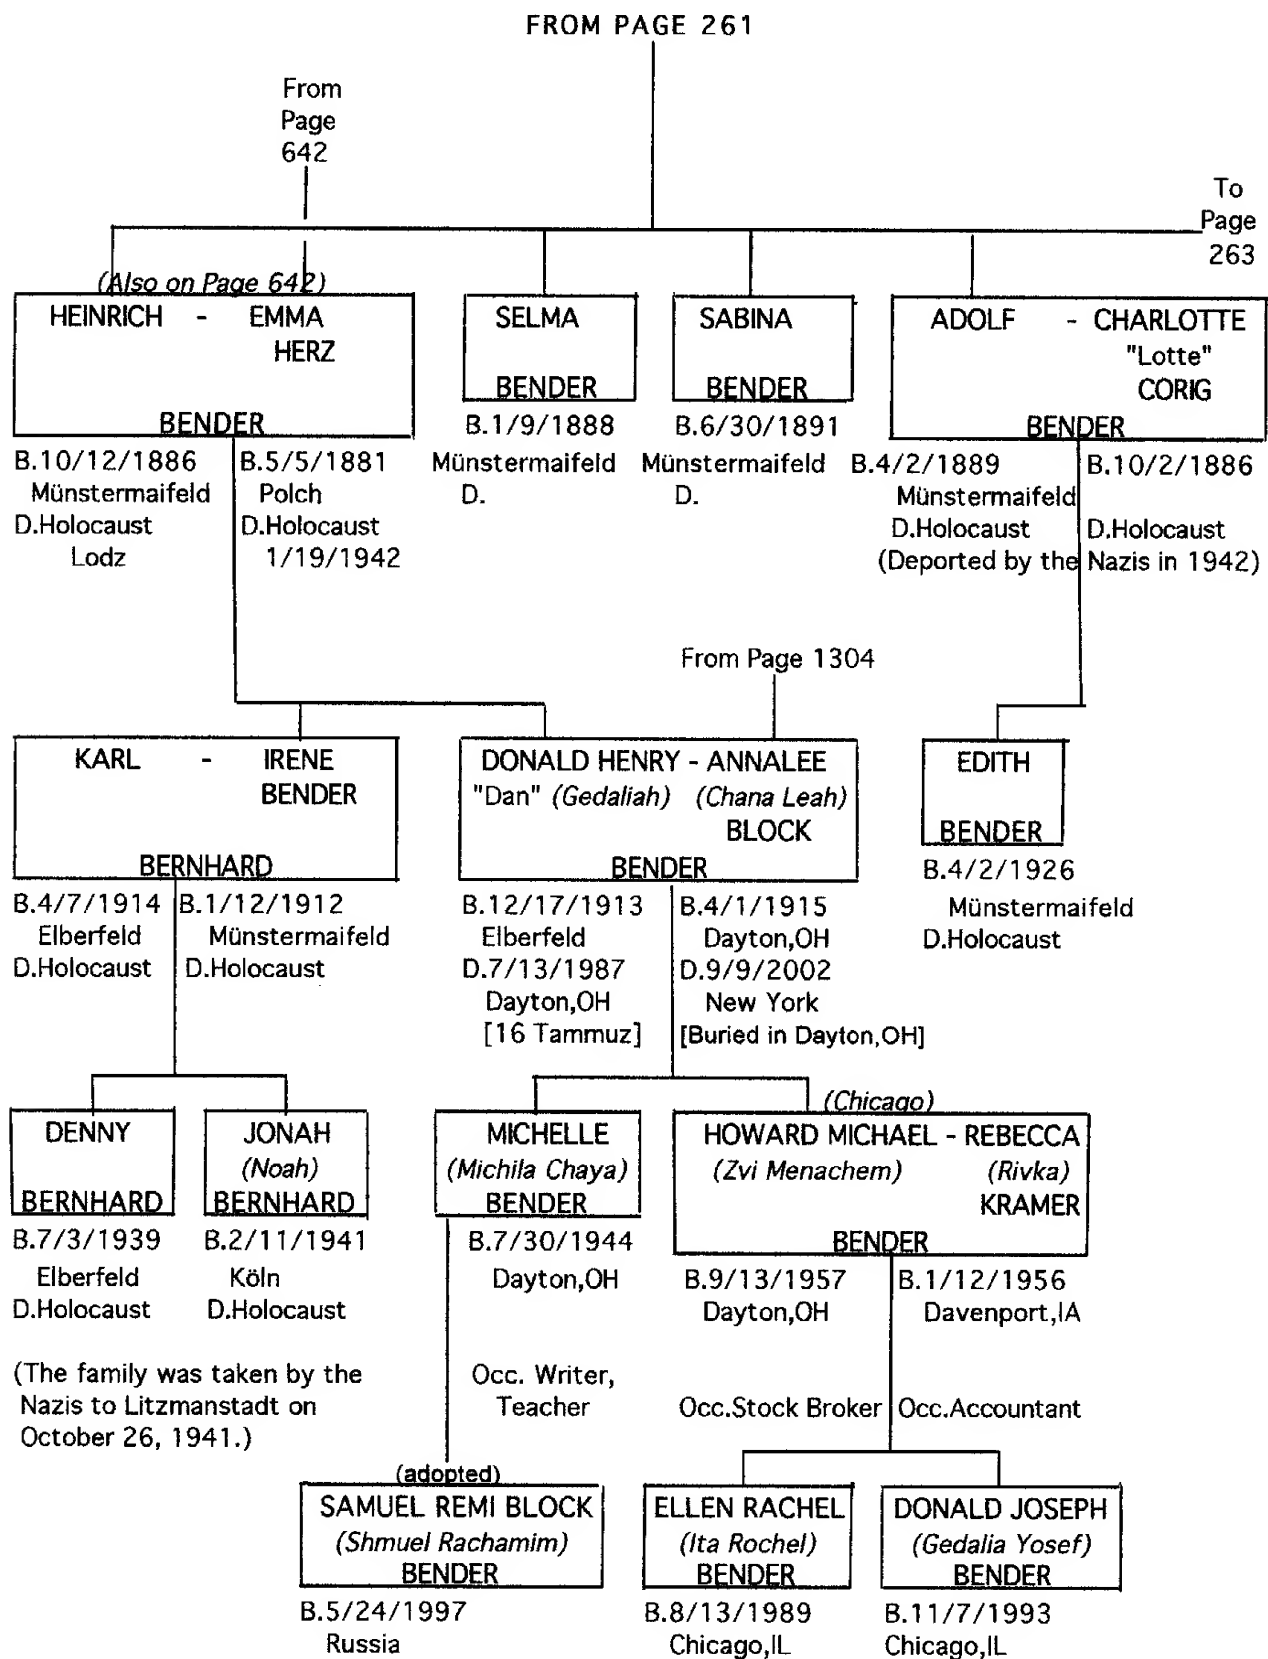 FROM PAGE 261
From
Page
642
To
Page
263
(Also on Page 642)
HEINRICH - EMMA
HERZ
BENDER
B.10/12/1886
Münstermaifeld
D.Holocaust
Lodz
B.5/5/1881
Polch
D.Holocaust
1/19/1942
SELMA
BENDER
B.1/9/1888
Münstermaifeld
D.
SABINA
BENDER
B.6/30/1891
Münstermaifeld
D.
ADOLF - CHARLOTTE
"Lotte"
CORIG
BENDER
B.4/2/1889
Münstermaifeld
D.Holocaust
B.10/2/1886
D.Holocaust
(Deported by the Nazis in 1942)
From Page 1304
KARL - IRENE
BENDER
BERNHARD
B.4/7/1914
Elberfeld
D.Holocaust
B.1/12/1912
Münstermaifeld
D.Holocaust
DONALD HENRY - ANNALEE
"Dan" (Gedaliah) (Chana Leah)
BLOCK
BENDER
B.12/17/1913
Elberfeld
D.7/13/1987
Dayton,OH
[16 Tammuz]
B.4/1/1915
Dayton,OH
D.9/9/2002
New York
[Buried in Dayton,OH]
EDITH
BENDER
B.4/2/1926
Münstermaifeld
D.Holocaust
DENNY
BERNHARD
B.7/3/1939
Elberfeld
D.Holocaust
JONAH
(Noah)
BERNHARD
B.2/11/1941
Köln
D.Holocaust
(The family was taken by the
Nazis to Litzmanstadt on
October 26, 1941.)
MICHELLE
(Michila Chaya)
BENDER
B.7/30/1944
Dayton,OH
Occ. Writer,
Teacher
(Chicago)
HOWARD MICHAEL - REBECCA
(Zvi Menachem) (Rivka)
KRAMER
BENDER
B.9/13/1957
Dayton,OH
Occ.Stock Broker
B.1/12/1956
Davenport,IA
Occ.Accountant
(adopted)
SAMUEL REMI BLOCK
(Shmuel Rachamim)
BENDER
B.5/24/1997
Russia
ELLEN RACHEL
(Ita Rochel)
BENDER
B.8/13/1989
Chicago,IL
DONALD JOSEPH
(Gedalia Yosef)
BENDER
B.11/7/1993
Chicago,IL